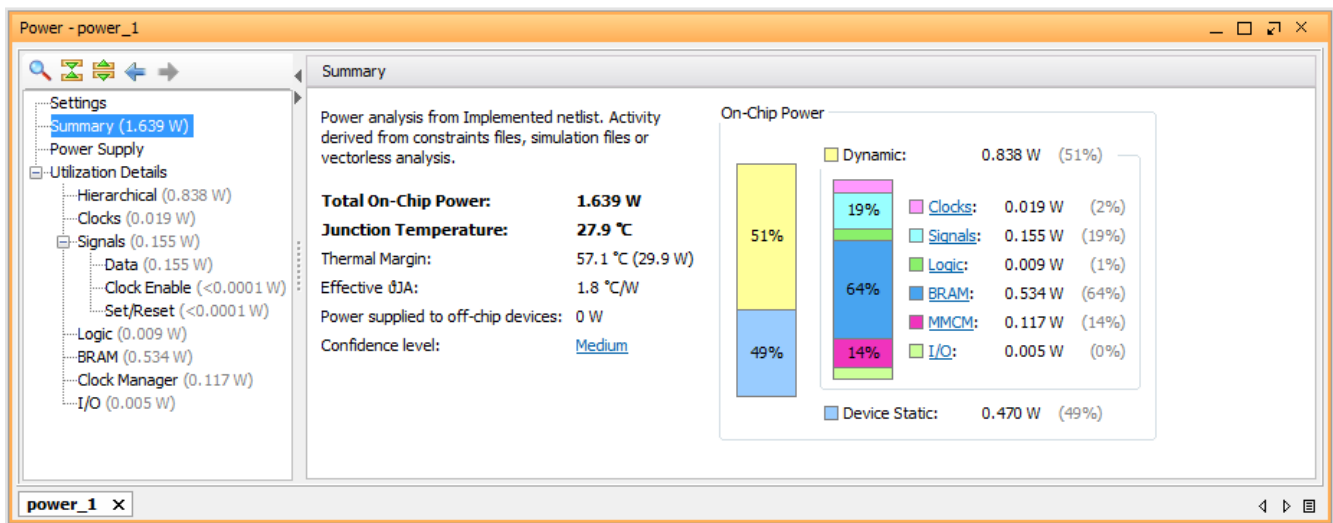 Power - power_1
Summary
Settings
Summary (1.639 W)
Power Supply
Utilization Details
Hierarchical (0.838 W)
Clocks (0.019 W)
Signals (0.155 W)
Data (0.155 W)
Clock Enable (<0.0001 W)
Set/Reset (<0.0001 W)
Logic (0.009 W)
BRAM (0.534 W)
Clock Manager (0.117 W)
I/O (0.005 W)
Power analysis from Implemented netlist. Activity
derived from constraints files, simulation files or
vectorless analysis.
Total On-Chip Power: 1.639 W
Junction Temperature: 27.9 °C
Thermal Margin: 57.1 °C (29.9 W)
Effective ϑJA: 1.8 °C/W
Power supplied to off-chip devices: 0 W
Confidence level: Medium
On-Chip Power
51%
49%
Dynamic: 0.838 W (51%)
19%
64%
14%
Clocks: 0.019 W (2%)
Signals: 0.155 W (19%)
Logic: 0.009 W (1%)
BRAM: 0.534 W (64%)
MMCM: 0.117 W (14%)
I/O: 0.005 W (0%)
Device Static: 0.470 W (49%)
power_1